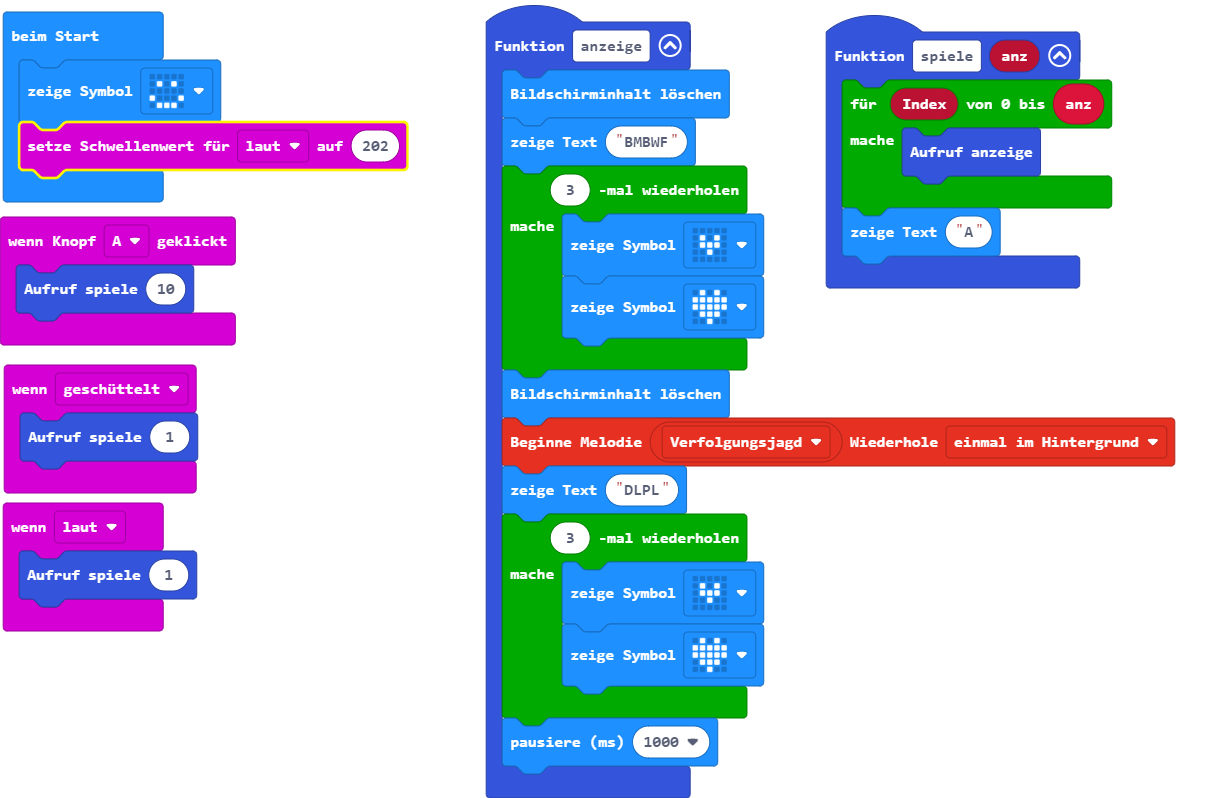 beim Start
zeige Symbol
setze Schwellenwert für laut auf 202
wenn Knopf A geklickt
Aufruf spiele 10
wenn geschüttelt
Aufruf spiele 1
wenn laut
Aufruf spiele 1
Funktion anzeige
Bildschirminhalt löschen
zeige Text "BMBWF"
3 -mal wiederholen
mache
zeige Symbol
zeige Symbol
Bildschirminhalt löschen
Beginne Melodie Verfolgungsjagd Wiederhole einmal im Hintergrund
zeige Text "DLPL"
3 -mal wiederholen
mache
zeige Symbol
zeige Symbol
pausiere (ms) 1000
Funktion spiele anz
für Index von 0 bis anz
mache
Aufruf anzeige
zeige Text "A"